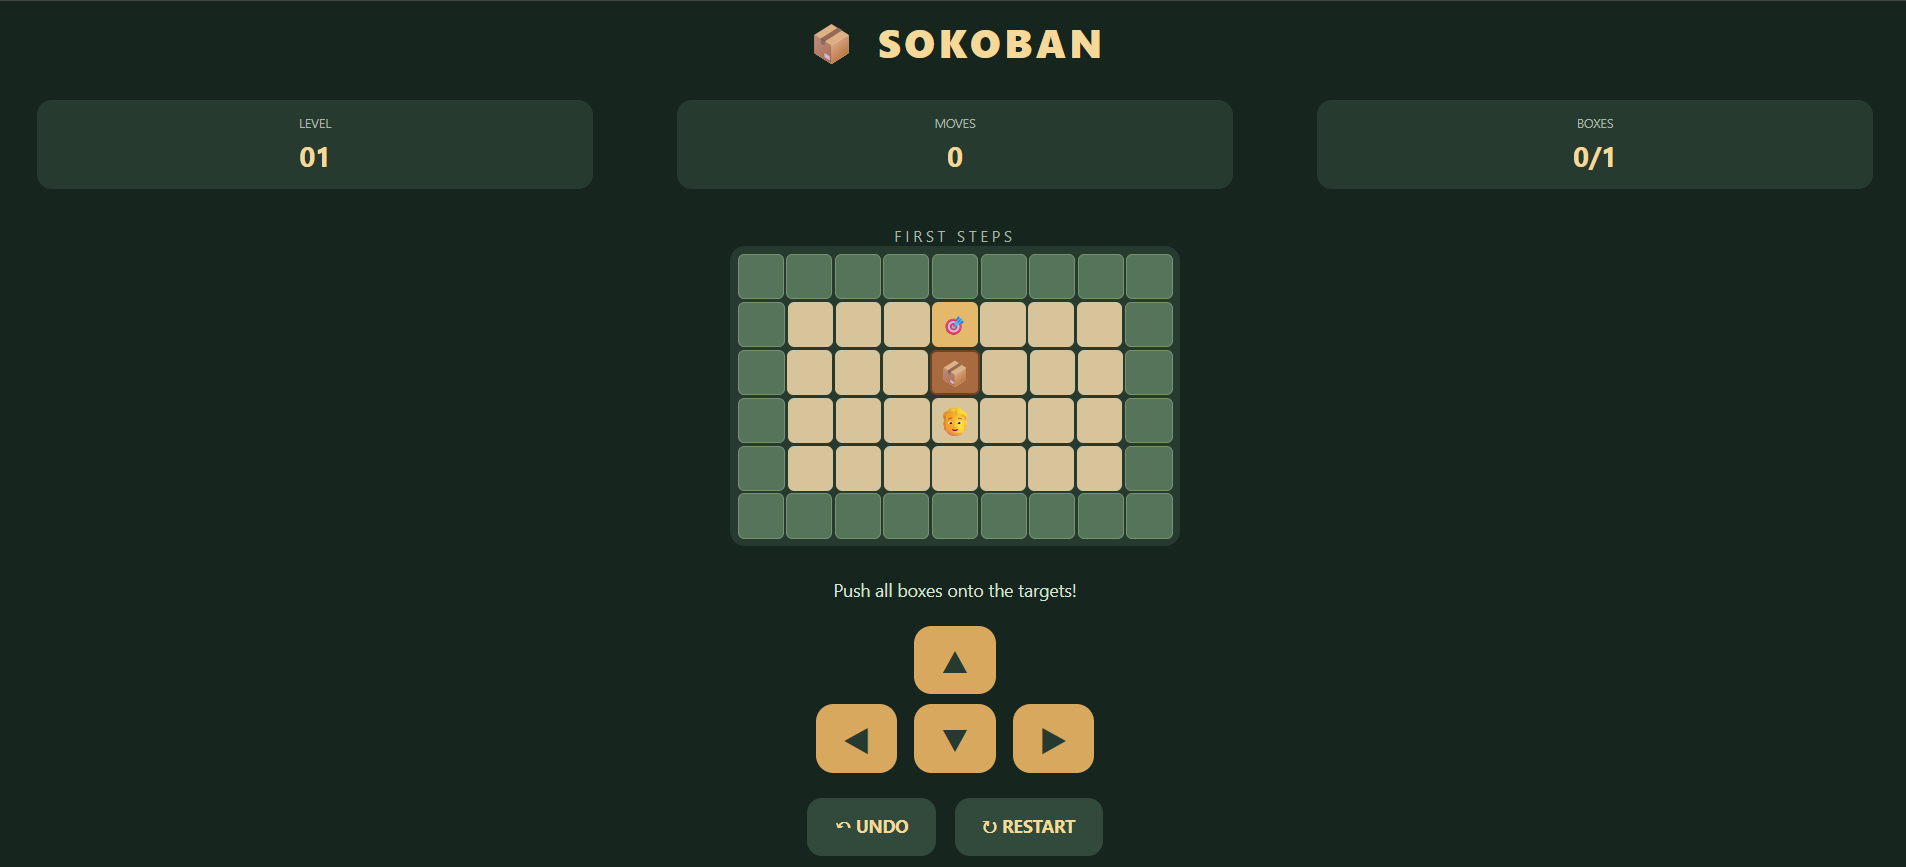 SOKOBAN
LEVEL
01
MOVES
0
BOXES
0/1
FIRST STEPS
Push all boxes onto the targets!
UNDO
RESTART